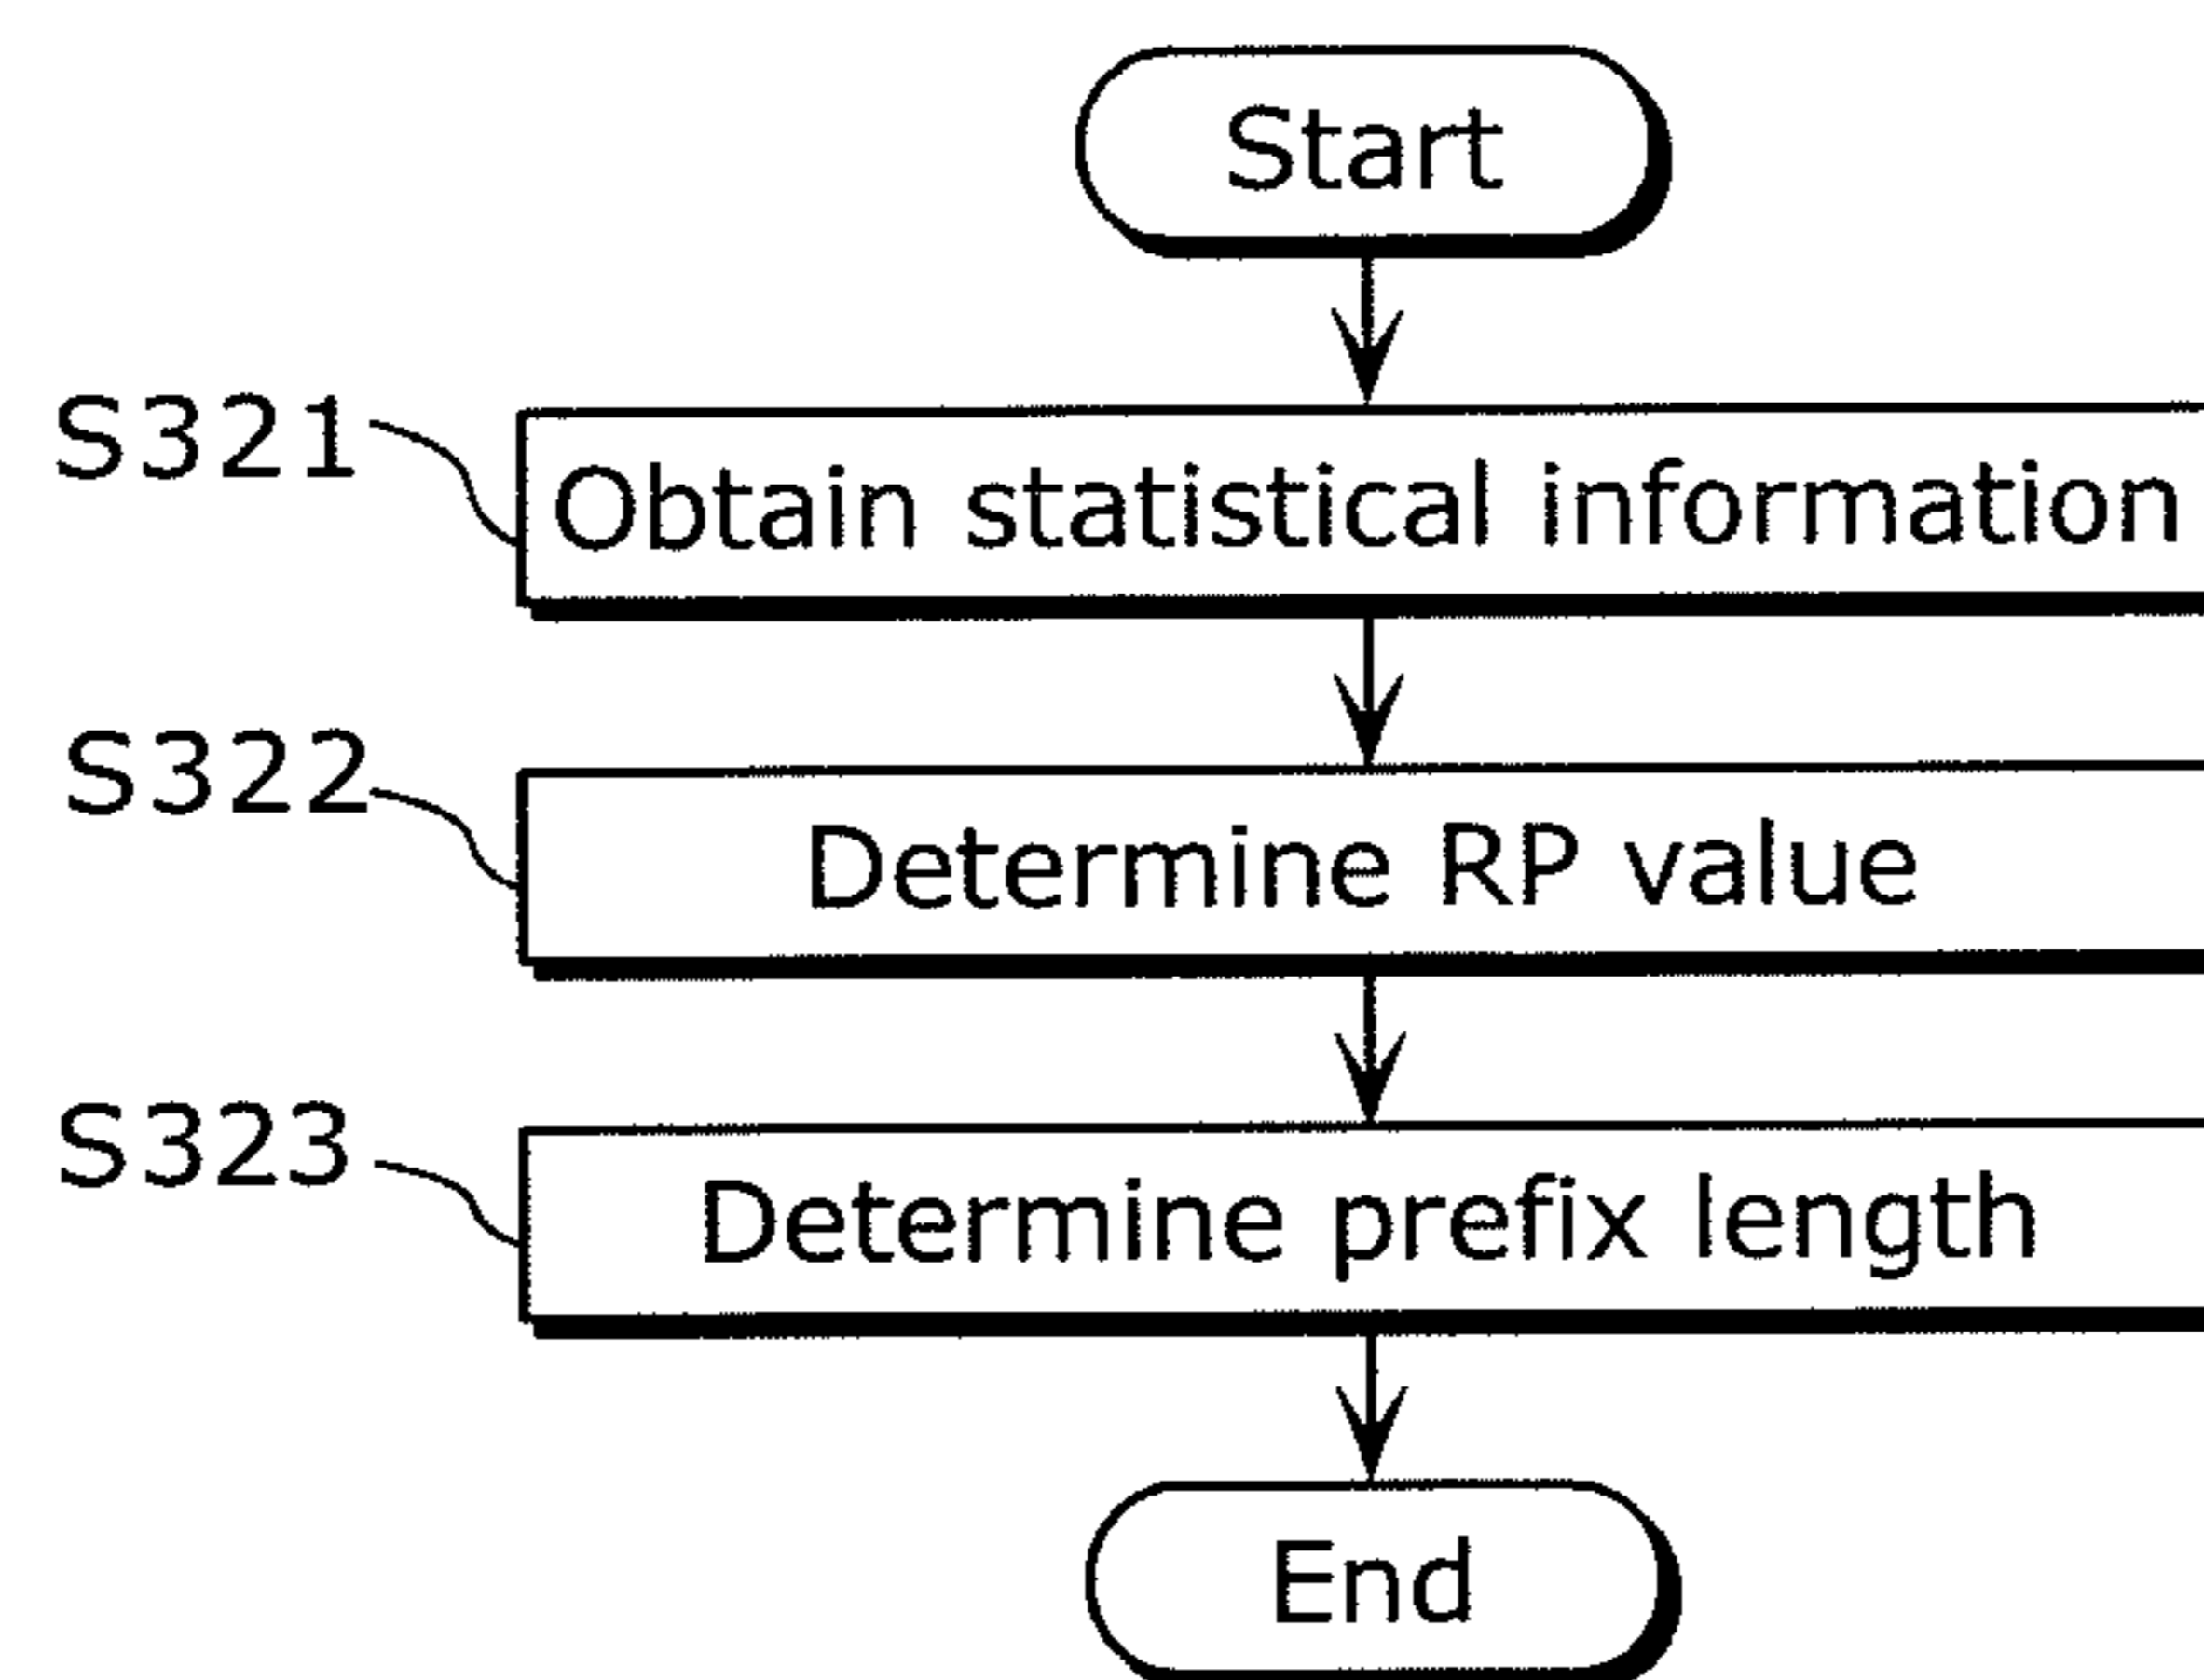 Start
S321
Obtain statistical information
S322
Determine RP value
S323
Determine prefix length
End